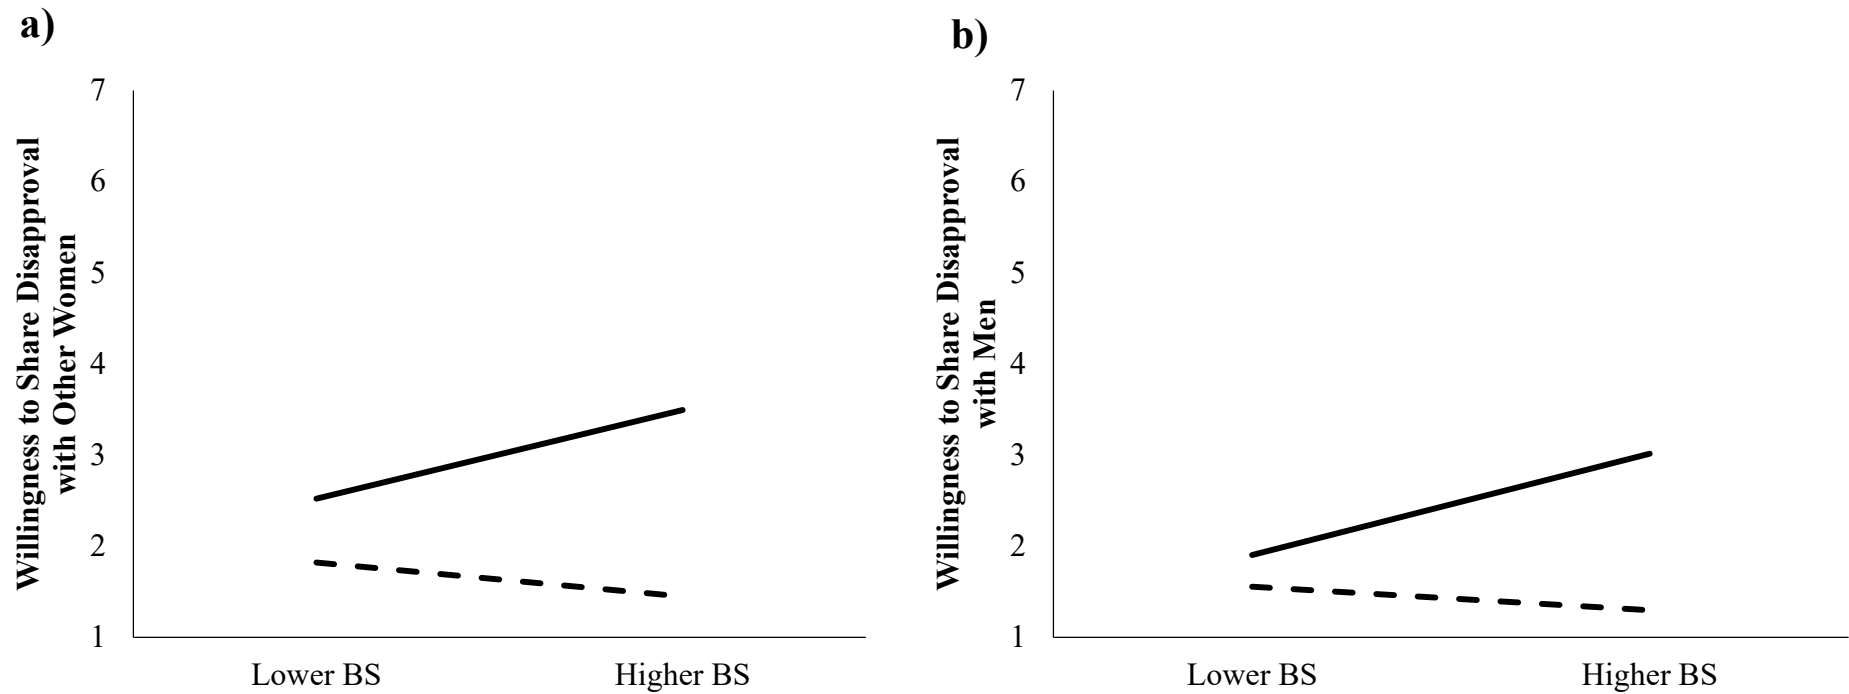 a)
Willingness to Share Disapproval
with Other Women
7
6
5
4
3
2
1
Lower BS
Higher BS
b)
Willingness to Share Disapproval
with Men
7
6
5
4
3
2
1
Lower BS
Higher BS